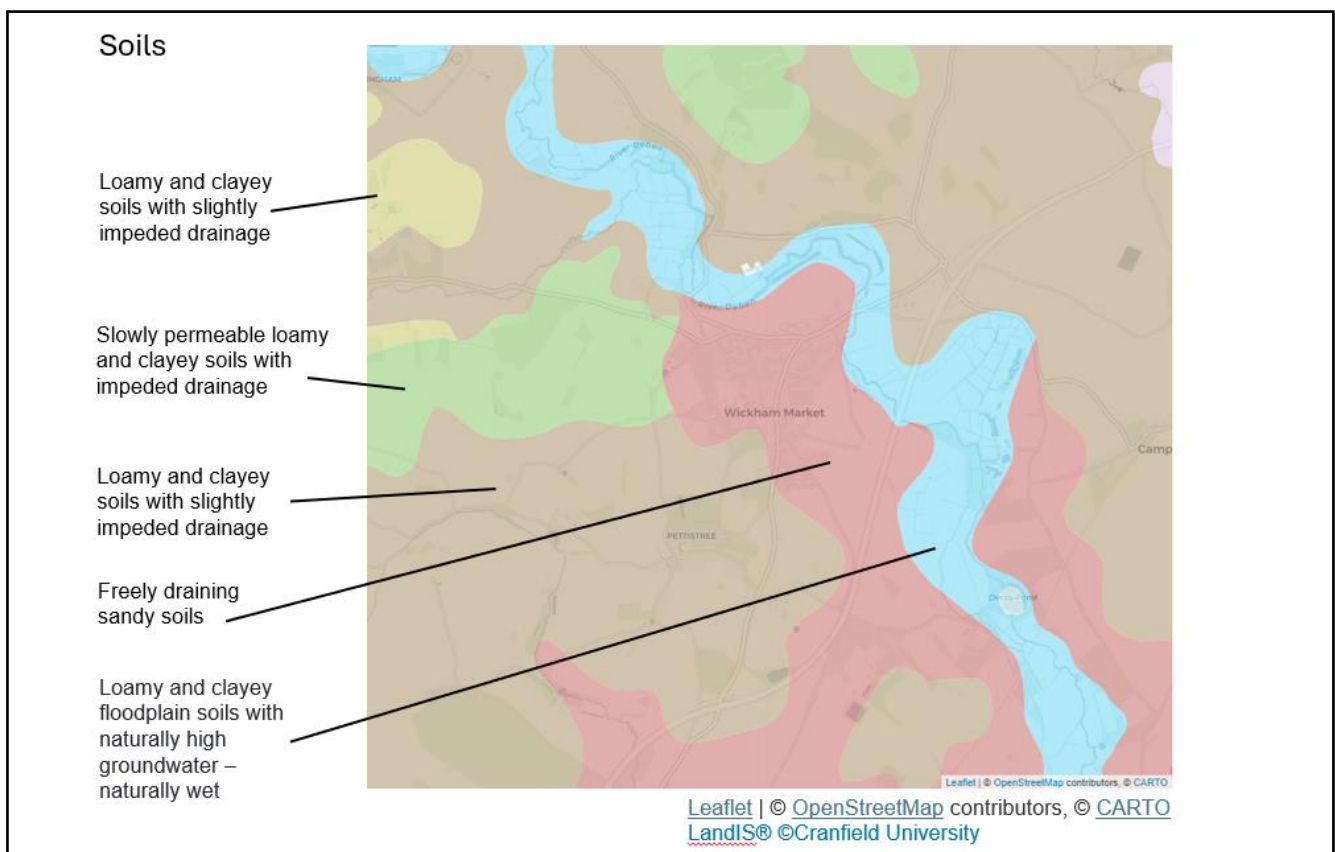 Soils
Loamy and clayey
soils with slightly
impeded drainage
Slowly permeable loamy
and clayey soils with
impeded drainage
Loamy and clayey
soils with slightly
impeded drainage
Freely draining
sandy soils
Loamy and clayey
floodplain soils with
naturally high
groundwater –
naturally wet
River Deben
River Deben
Wickham Market
PETTISTREE
Camp
Leaflet | © OpenStreetMap contributors, © CARTO
Leaflet | © OpenStreetMap contributors, © CARTO
LandIS® ©Cranfield University